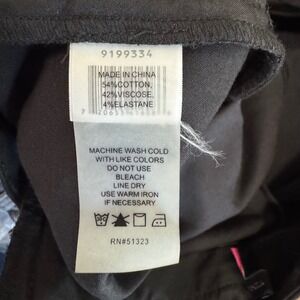 9199334
MADE IN CHINA
54%COTTON,
42%VISCOSE,
4%ELASTANE
MACHINE WASH COLD
WITH LIKE COLORS
DO NOT USE
BLEACH
LINE DRY
USE WARM IRON
IF NECESSARY
RN#51323